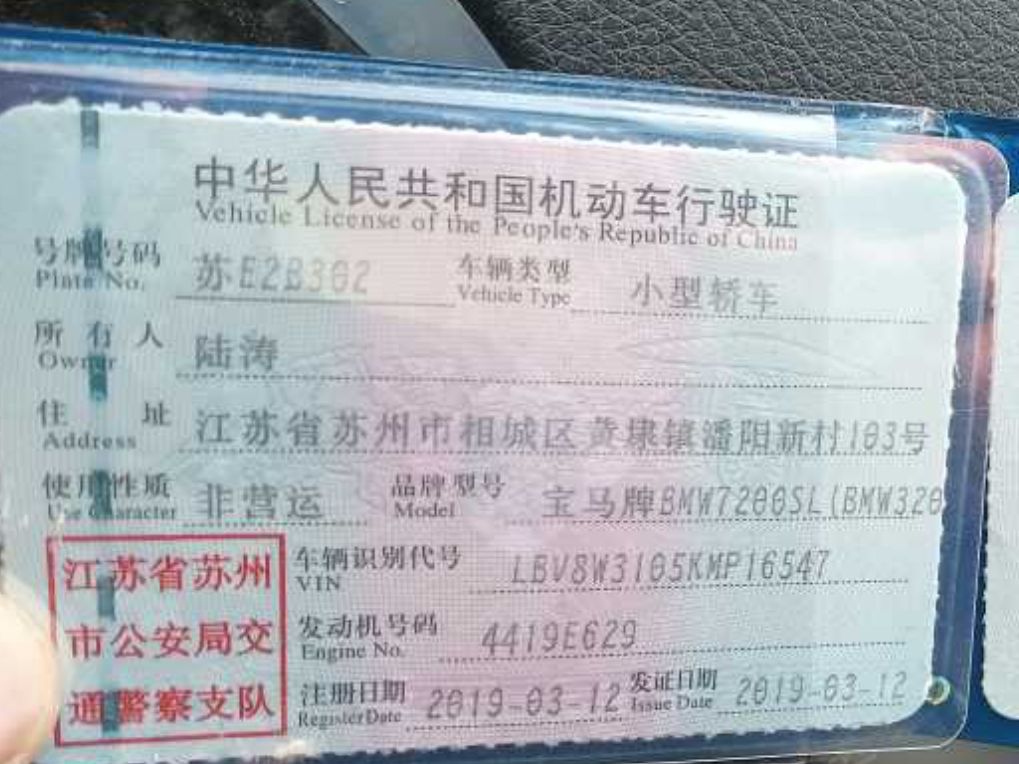 中华人民共和国机动车行驶证
Vehicle License of the People's Republic of China
号牌号码 苏E2B302 车辆类型 小型轿车
Plate No. Vehicle Type
所有人 陆涛
Owner
住址 江苏省苏州市相城区黄埭镇潘阳新村103号
Address
使用性质 非营运 品牌型号 宝马牌BMW7200SL(BMW320
Use Character Model
江苏省苏州
市公安局交
通警察支队
车辆识别代号 LBV8W3105KMP16547
VIN
发动机号码 4419E629
Engine No.
注册日期 2019-03-12 发证日期 2019-03-12
Register Date Issue Date